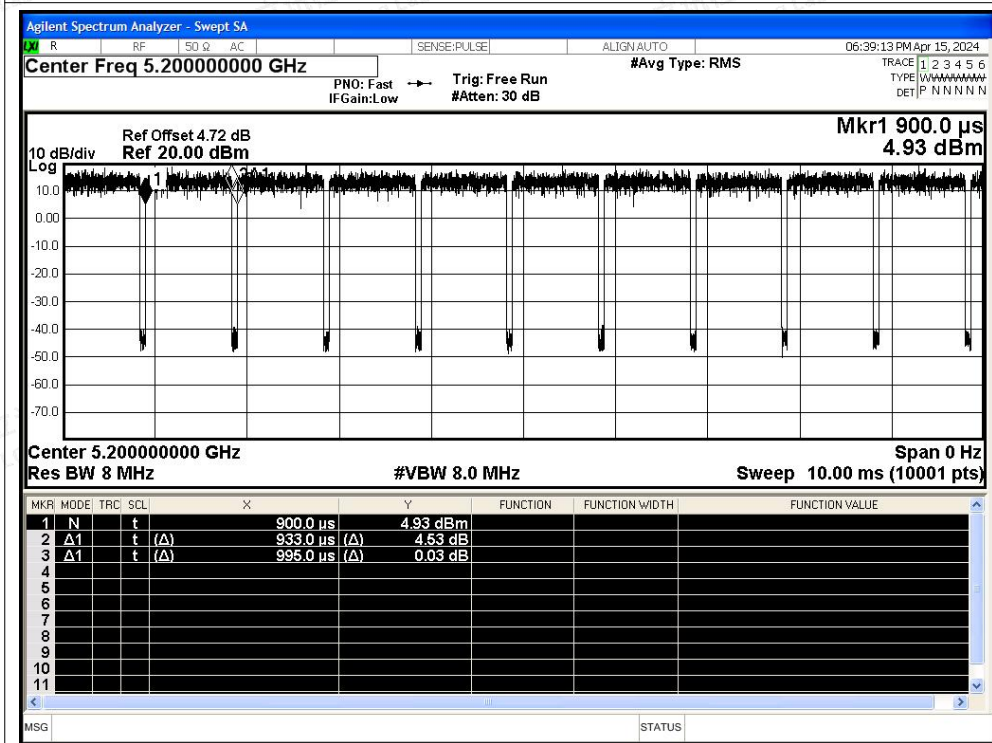 Agilent Spectrum Analyzer - Swept SA
LXI R RF 50 Ω AC SENSE:PULSE ALIGN AUTO 06:39:13 PM Apr 15, 2024
Center Freq 5.200000000 GHz #Avg Type: RMS TRACE 1 2 3 4 5 6
PNO: Fast Trig: Free Run TYPE W
IFGain:Low #Atten: 30 dB DET P N N N N N
Mkr1 900.0 µs
Ref Offset 4.72 dB
10 dB/div Ref 20.00 dBm 4.93 dBm
Log
1
10.0
0.00
-10.0
-20.0
-30.0
-40.0
-50.0
-60.0
-70.0
Center 5.200000000 GHz Span 0 Hz
Res BW 8 MHz #VBW 8.0 MHz Sweep 10.00 ms (10001 pts)
MKR MODE TRC SCL X Y FUNCTION FUNCTION WIDTH FUNCTION VALUE
1 N t 900.0 µs 4.93 dBm
2 Δ1 t (Δ) 933.0 µs (Δ) 4.53 dB
3 Δ1 t (Δ) 995.0 µs (Δ) 0.03 dB
4
5
6
7
8
9
10
11
MSG STATUS